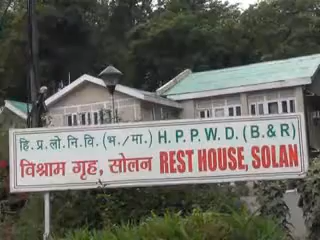 हि.प्र.लो.नि.वि. (भ./मा.) H.P.P.W.D. (B&R)
विश्राम गृह, सोलन REST HOUSE, SOLAN